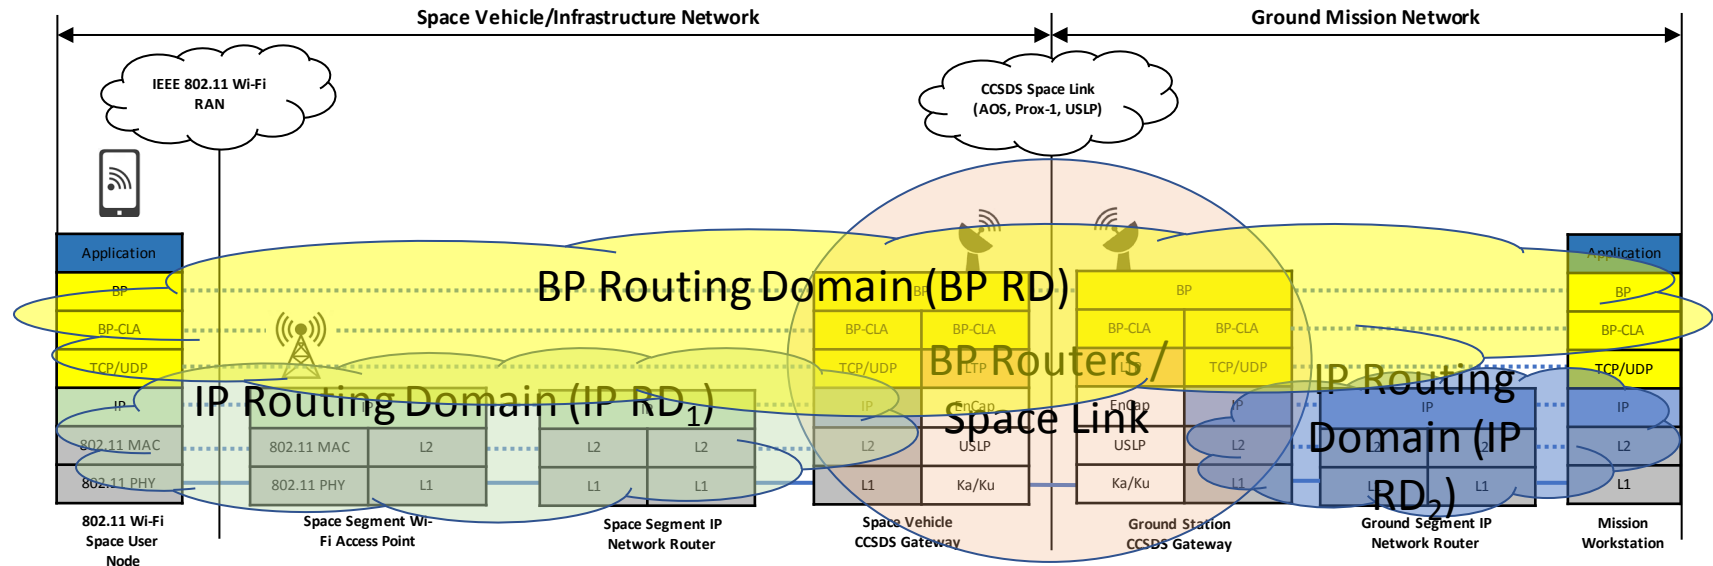 Space Vehicle/Infrastructure Network
Ground Mission Network
IEEE 802.11 Wi-Fi
RAN
CCSDS Space Link
(AOS, Prox-1, USLP)
Application
Application
BP Routing Domain (BP RD)
BP
BP
BP
BP
BP-CLA
BP-CLA
BP-CLA
BP-CLA
BP-CLA
BP-CLA
TCP/UDP
TCP/UDP
LTP
LTP
TCP/UDP
TCP/UDP
BP Routers /
Space Link
IP Routing Domain (IP RD1)
IP Routing
Domain (IP
RD2)
IP
IP
IP
IP
EnCap
EnCap
IP
IP
IP
802.11 MAC
802.11 MAC
L2
L2
L2
L2
USLP
USLP
L2
L2
L2
L2
802.11 PHY
802.11 PHY
L1
L1
L1
L1
Ka/Ku
Ka/Ku
L1
L1
L1
L1
802.11 Wi-Fi
Space User
Node
Space Segment Wi-
Fi Access Point
Space Segment IP
Network Router
Space Vehicle
CCSDS Gateway
Ground Station
CCSDS Gateway
Ground Segment IP
Network Router
Mission
Workstation